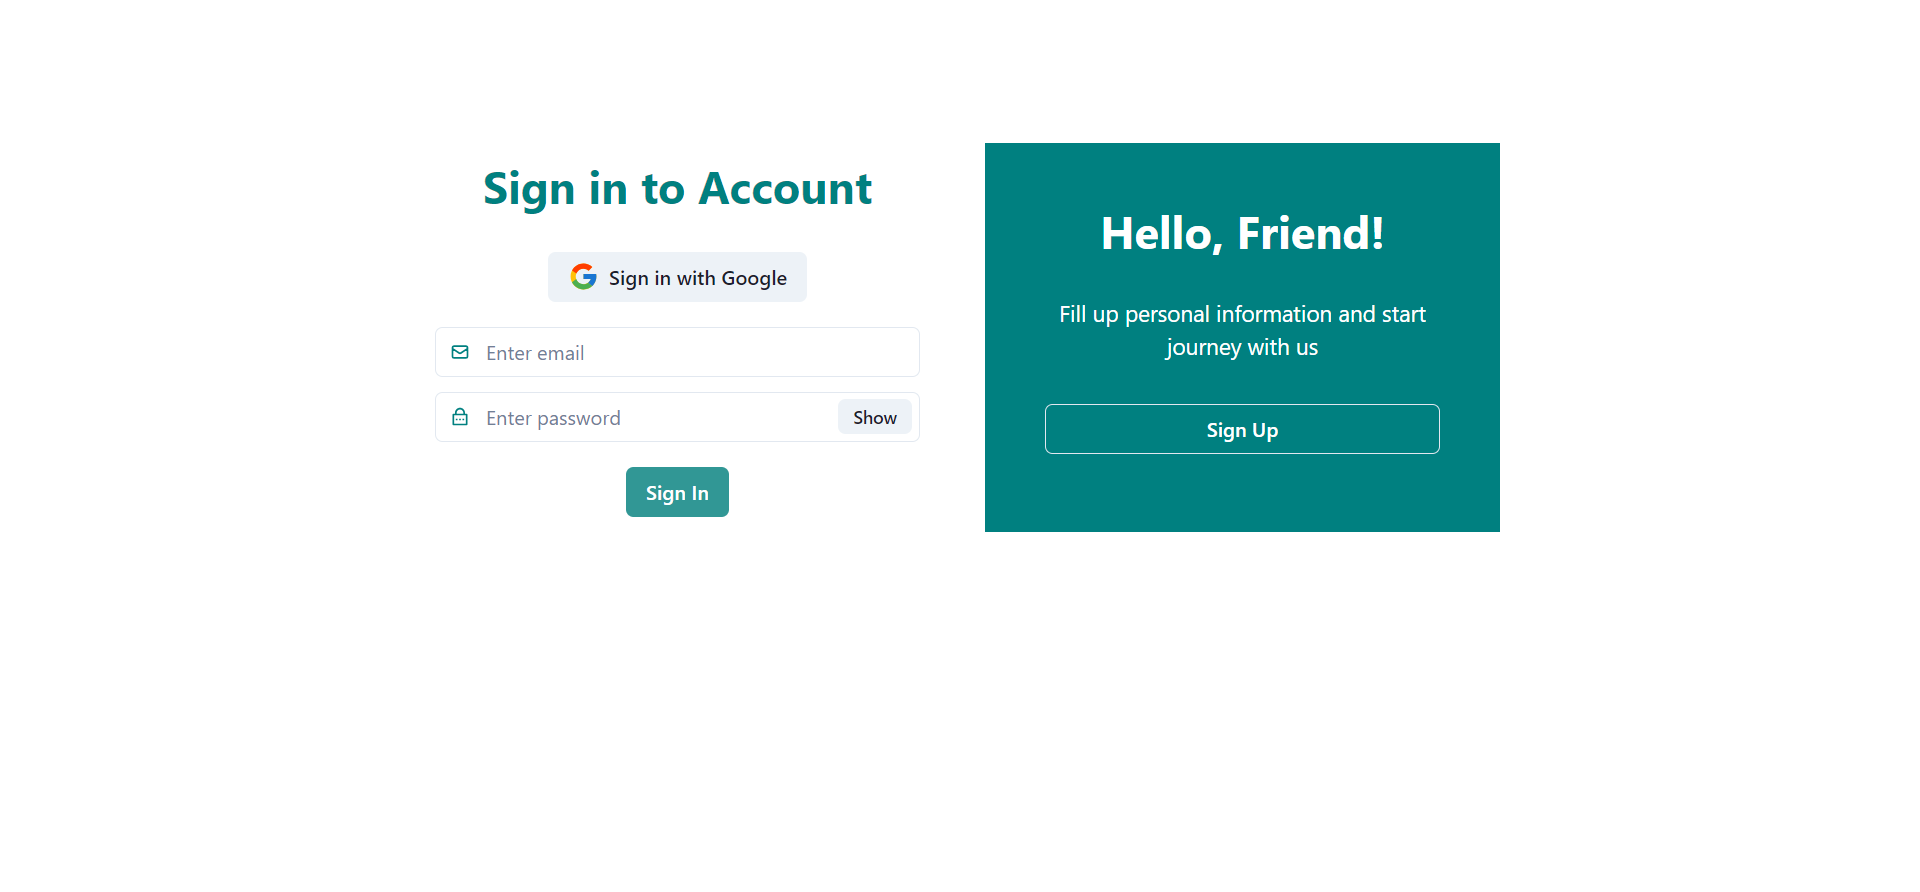 Sign in to Account
Sign in with Google
Enter email
Enter password
Show
Sign In
Hello, Friend!
Fill up personal information and start
journey with us
Sign Up